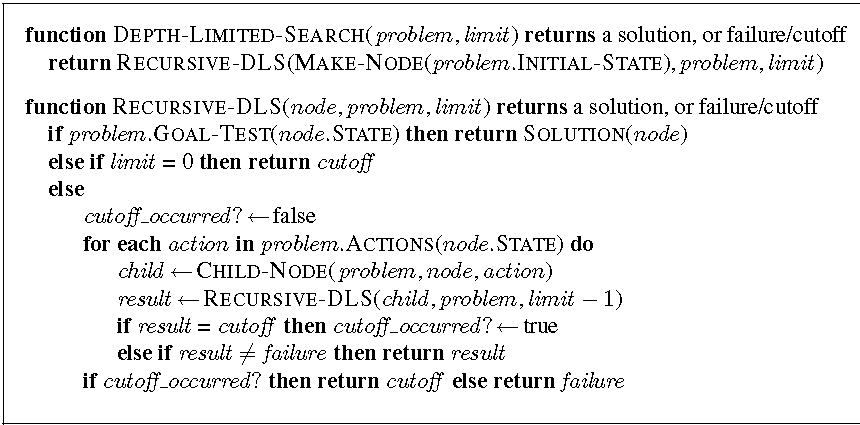 function DEPTH-LIMITED-SEARCH(problem, limit) returns a solution, or failure/cutoff
return RECURSIVE-DLS(MAKE-NODE(problem.INITIAL-STATE), problem, limit)
function RECURSIVE-DLS(node, problem, limit) returns a solution, or failure/cutoff
if problem.GOAL-TEST(node.STATE) then return SOLUTION(node)
else if limit = 0 then return cutoff
else
cutoff_occurred? ← false
for each action in problem.ACTIONS(node.STATE) do
child ← CHILD-NODE(problem, node, action)
result ← RECURSIVE-DLS(child, problem, limit − 1)
if result = cutoff then cutoff_occurred? ← true
else if result ≠ failure then return result
if cutoff_occurred? then return cutoff else return failure